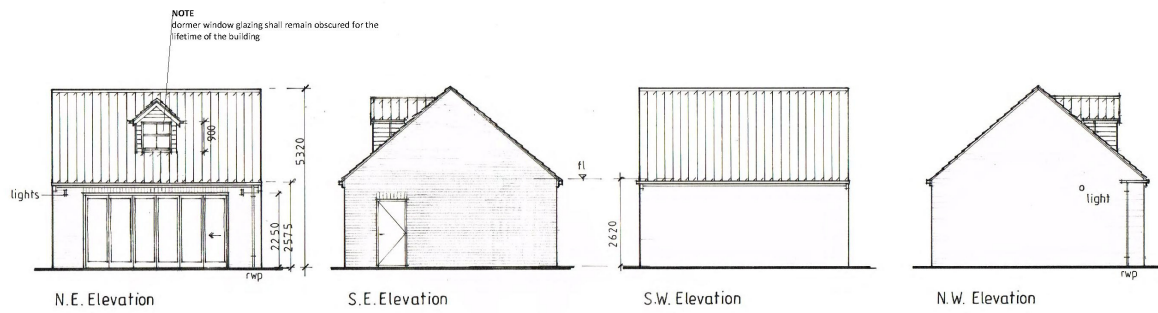 NOTE
dormer window glazing shall remain obscured for the
lifetime of the building
900
5320
lights
2250
2575
rwp
N.E. Elevation
S.E. Elevation
fl
2620
S.W. Elevation
light
rwp
N.W. Elevation